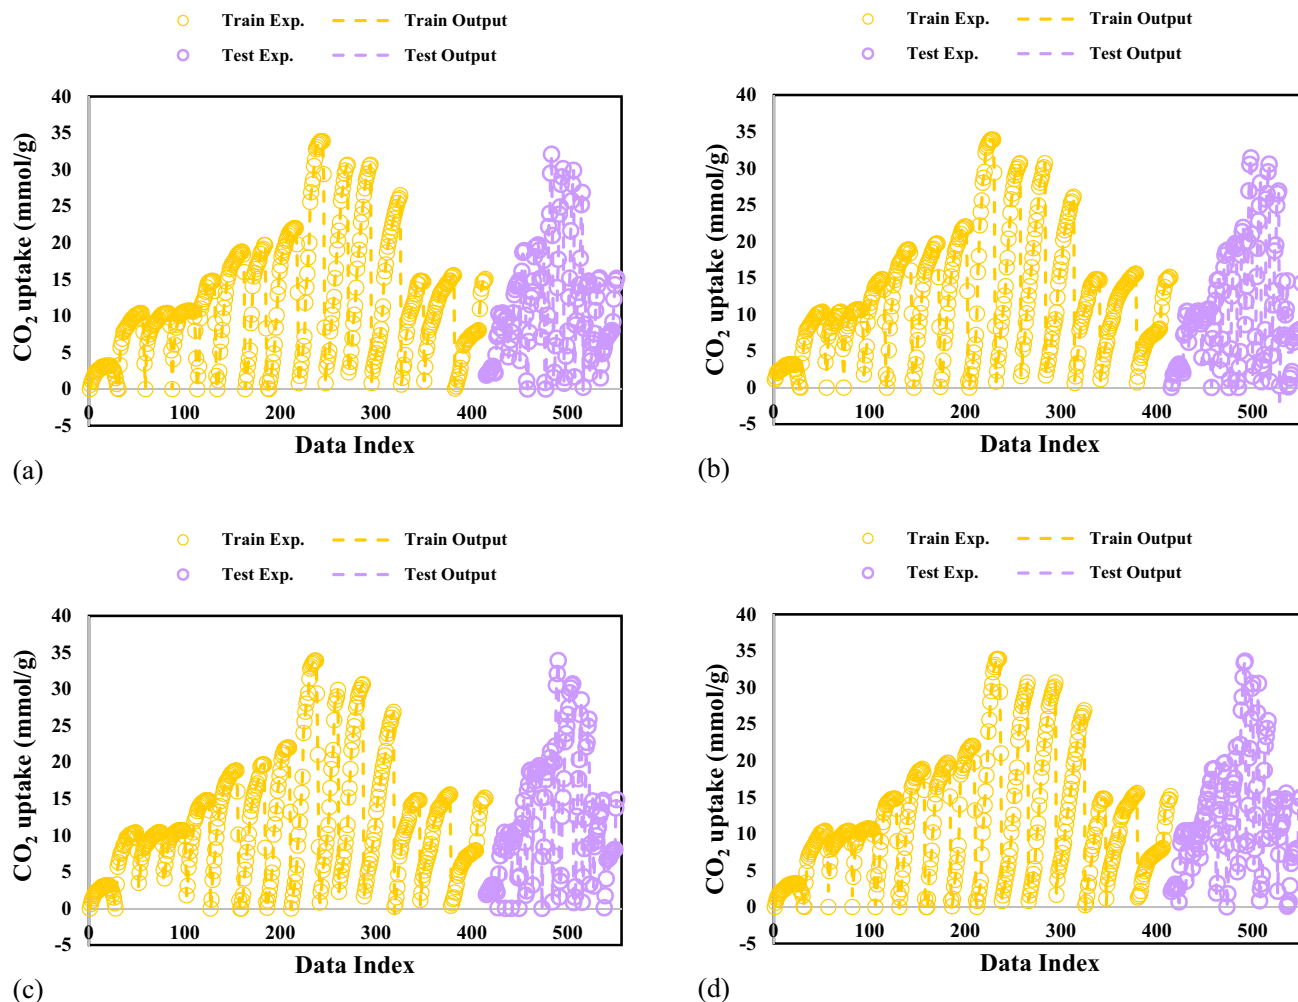 Train Exp. Train Output
Test Exp. Test Output
40
35
30
25
20
15
10
5
0
-5
0 100 200 300 400 500
CO₂ uptake (mmol/g)
Data Index
(a)
Train Exp. Train Output
Test Exp. Test Output
40
35
30
25
20
15
10
5
0
-5
0 100 200 300 400 500
CO₂ uptake (mmol/g)
Data Index
(b)
Train Exp. Train Output
Test Exp. Test Output
40
35
30
25
20
15
10
5
0
-5
0 100 200 300 400 500
CO₂ uptake (mmol/g)
Data Index
(c)
Train Exp. Train Output
Test Exp. Test Output
40
35
30
25
20
15
10
5
0
-5
0 100 200 300 400 500
CO₂ uptake (mmol/g)
Data Index
(d)